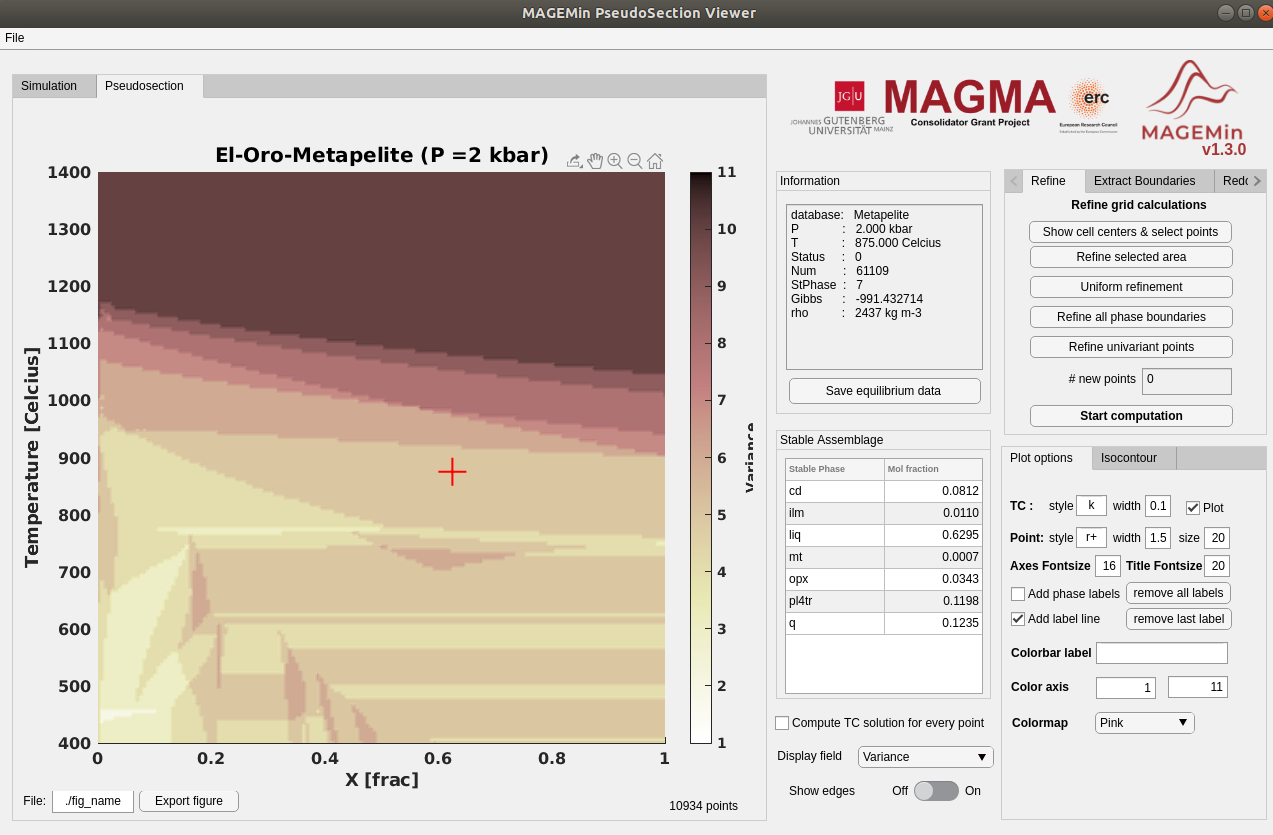 MAGEMin PseudoSection Viewer
File
Simulation
Pseudosection
El-Oro-Metapelite (P =2 kbar)
1400
1300
1200
1100
1000
900
800
700
600
500
400
Temperature [Celcius]
0
0.2
0.4
0.6
0.8
1
X [frac]
11
10
9
8
7
6
5
4
3
2
1
Variance
File:
./fig_name
Export figure
10934 points
JG|U
JOHANNES GUTENBERG
UNIVERSITÄT MAINZ
MAGMA
Consolidator Grant Project
erc
European Research Council
MAGEMin
v1.3.0
Information
database: Metapelite
P : 2.000 kbar
T : 875.000 Celcius
Status : 0
Num : 61109
StPhase : 7
Gibbs : -991.432714
rho : 2437 kg m-3
Save equilibrium data
Stable Assemblage
Stable Phase Mol fraction
cd 0.0812
ilm 0.0110
liq 0.6295
mt 0.0007
opx 0.0343
pl4tr 0.1198
q 0.1235
Compute TC solution for every point
Display field Variance
Show edges Off On
Refine
Extract Boundaries
Redo
Refine grid calculations
Show cell centers & select points
Refine selected area
Uniform refinement
Refine all phase boundaries
Refine univariant points
# new points 0
Start computation
Plot options
Isocontour
TC : style k width 0.1 Plot
Point: style r+ width 1.5 size 20
Axes Fontsize 16 Title Fontsize 20
Add phase labels remove all labels
Add label line remove last label
Colorbar label
Color axis 1 11
Colormap Pink